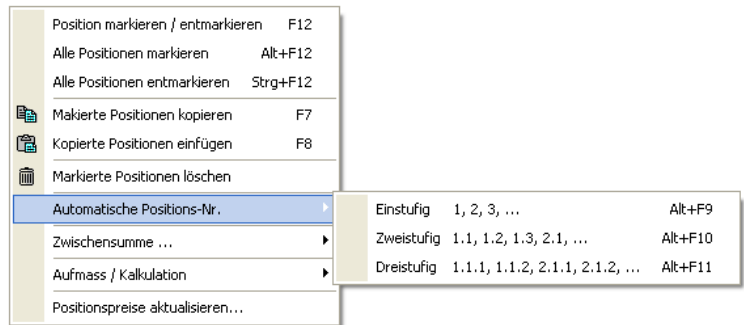 Position markieren / entmarkieren F12
Alle Positionen markieren Alt+F12
Alle Positionen entmarkieren Strg+F12
Makierte Positionen kopieren F7
Kopierte Positionen einfügen F8
Markierte Positionen löschen
Automatische Positions-Nr.
Einstufig 1, 2, 3, ... Alt+F9
Zwischensumme ...
Zweistufig 1.1, 1.2, 1.3, 2.1, ... Alt+F10
Aufmass / Kalkulation
Dreistufig 1.1.1, 1.1.2, 2.1.1, 2.1.2, ... Alt+F11
Positionspreise aktualisieren...